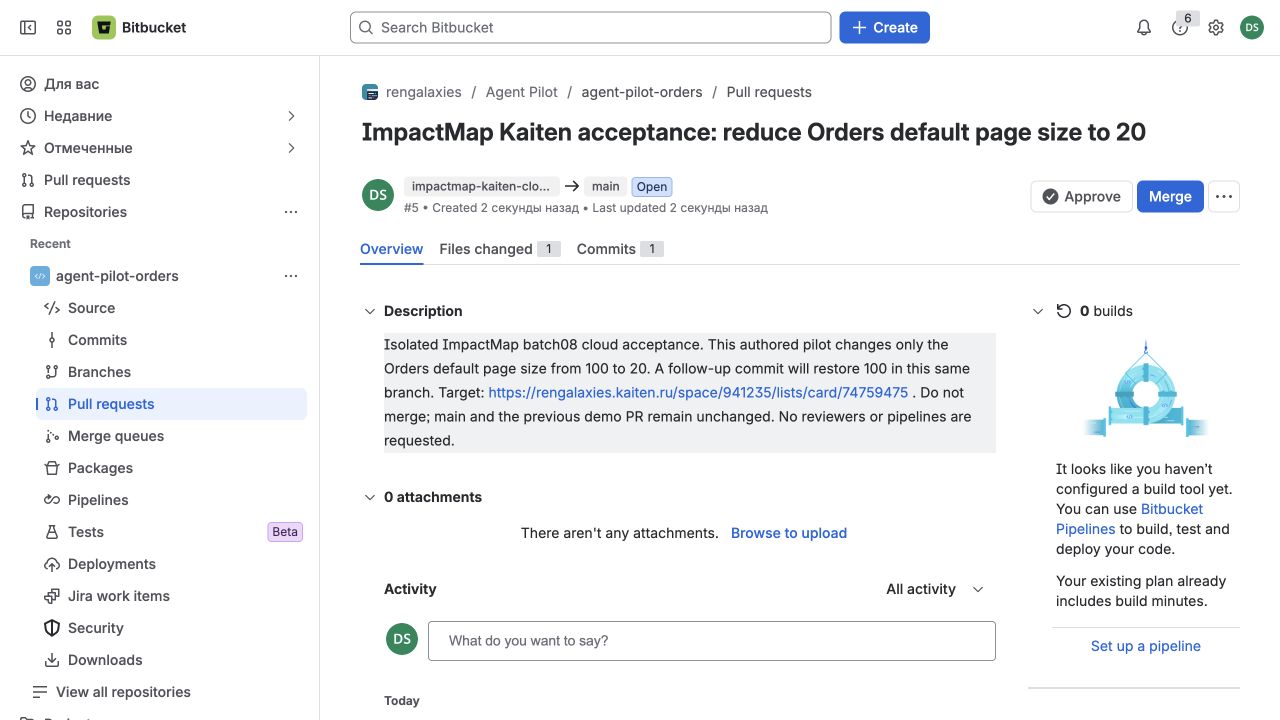 Bitbucket
Search Bitbucket
Create
6
DS
Для вас
Недавние
Отмеченные
Pull requests
Repositories
Recent
agent-pilot-orders
Source
Commits
Branches
Pull requests
Merge queues
Packages
Pipelines
Tests Beta
Deployments
Jira work items
Security
Downloads
View all repositories
rengalaxies / Agent Pilot / agent-pilot-orders / Pull requests
ImpactMap Kaiten acceptance: reduce Orders default page size to 20
DS
impactmap-kaiten-clo... → main Open
#5 • Created 2 секунды назад • Last updated 2 секунды назад
Approve
Merge
Overview Files changed 1 Commits 1
Description
Isolated ImpactMap batch08 cloud acceptance. This authored pilot changes only the
Orders default page size from 100 to 20. A follow-up commit will restore 100 in this same
branch. Target: https://rengalaxies.kaiten.ru/space/941235/lists/card/74759475 . Do not
merge; main and the previous demo PR remain unchanged. No reviewers or pipelines are
requested.
0 attachments
There aren't any attachments. Browse to upload
Activity
All activity
DS
What do you want to say?
Today
0 builds
It looks like you haven't
configured a build tool yet.
You can use Bitbucket
Pipelines to build, test and
deploy your code.
Your existing plan already
includes build minutes.
Set up a pipeline